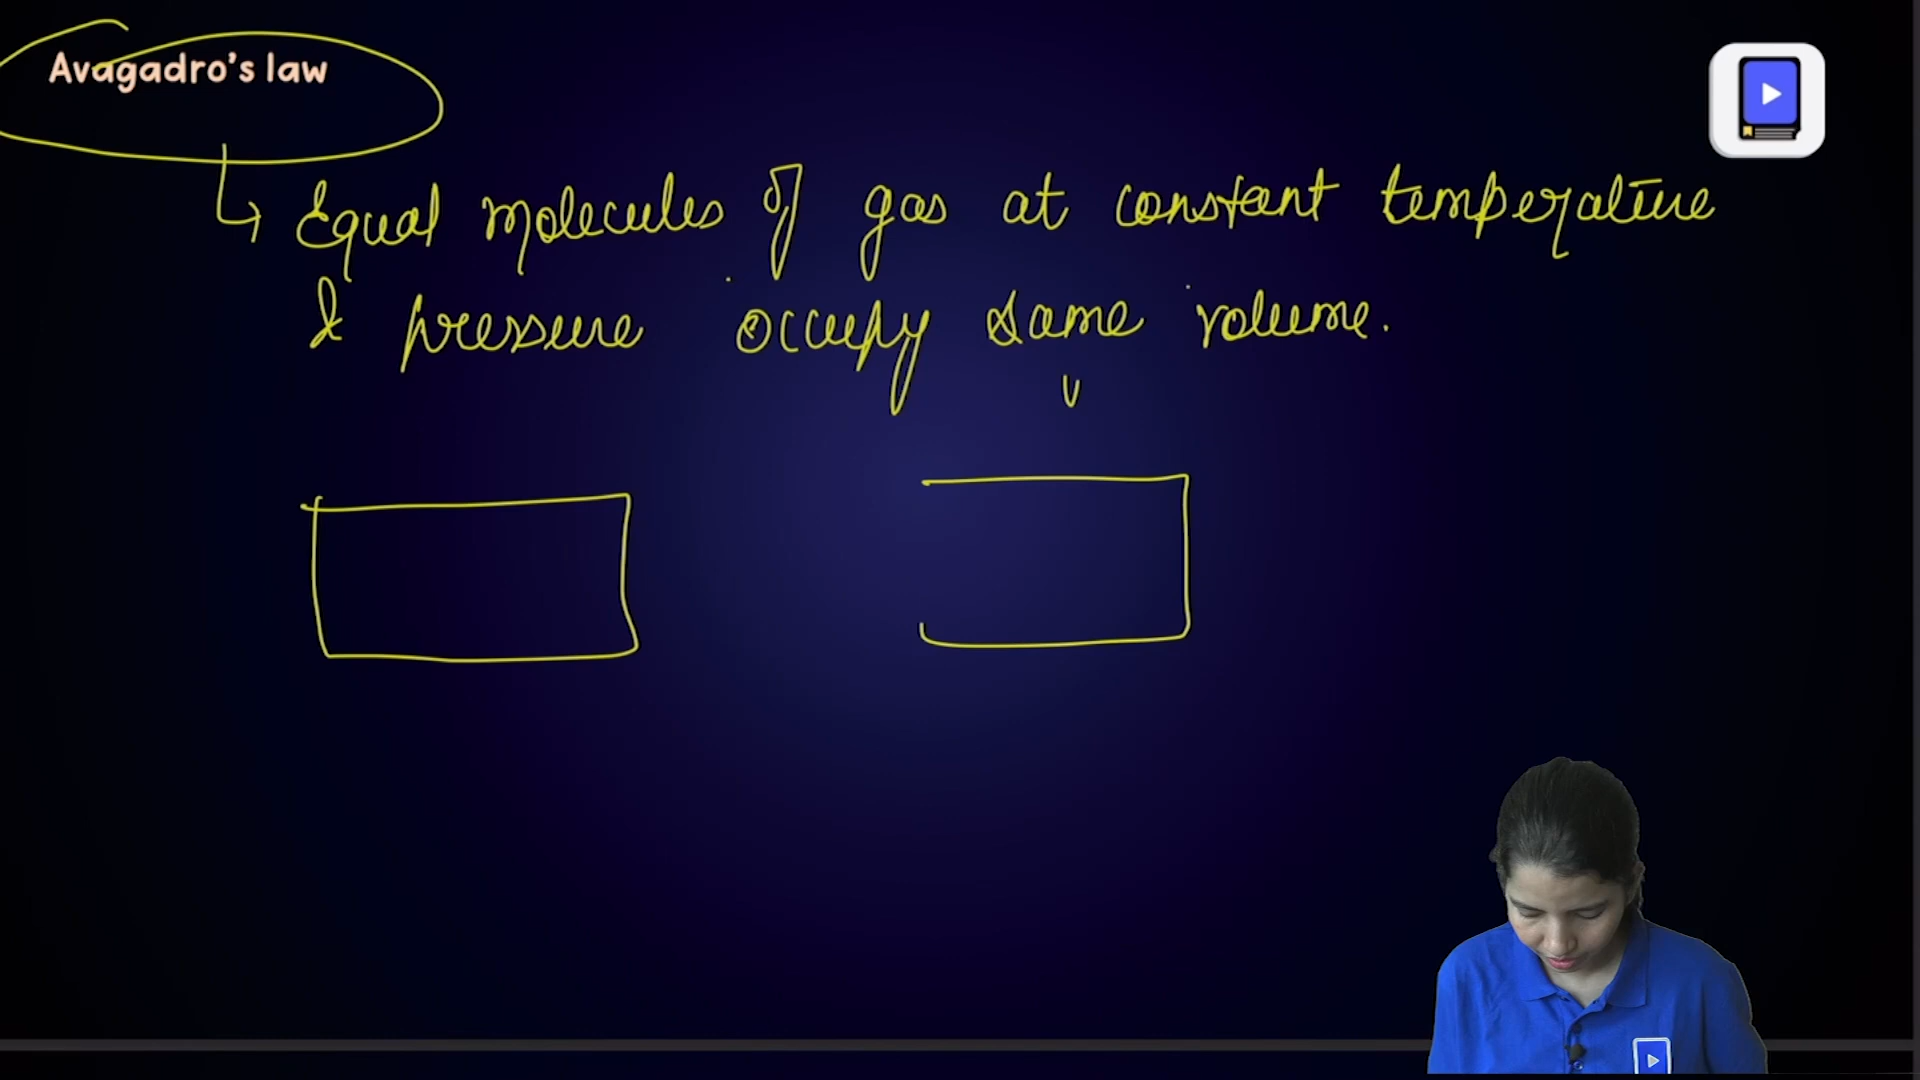 Avagadro's law
Equal molecules of gas at constant temperature
& pressure occupy same volume.